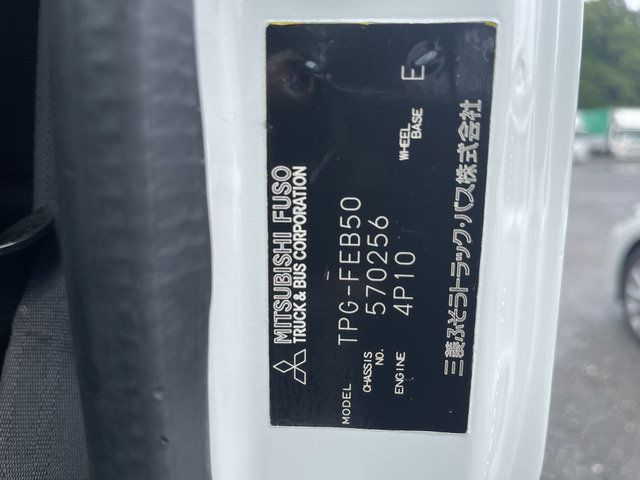 MITSUBISHI FUSO
TRUCK & BUS CORPORATION
MODEL TPG-FEB50
CHASSIS NO. 570256
ENGINE 4P10 WHEEL BASE E
三菱ふそうトラック・バス株式会社